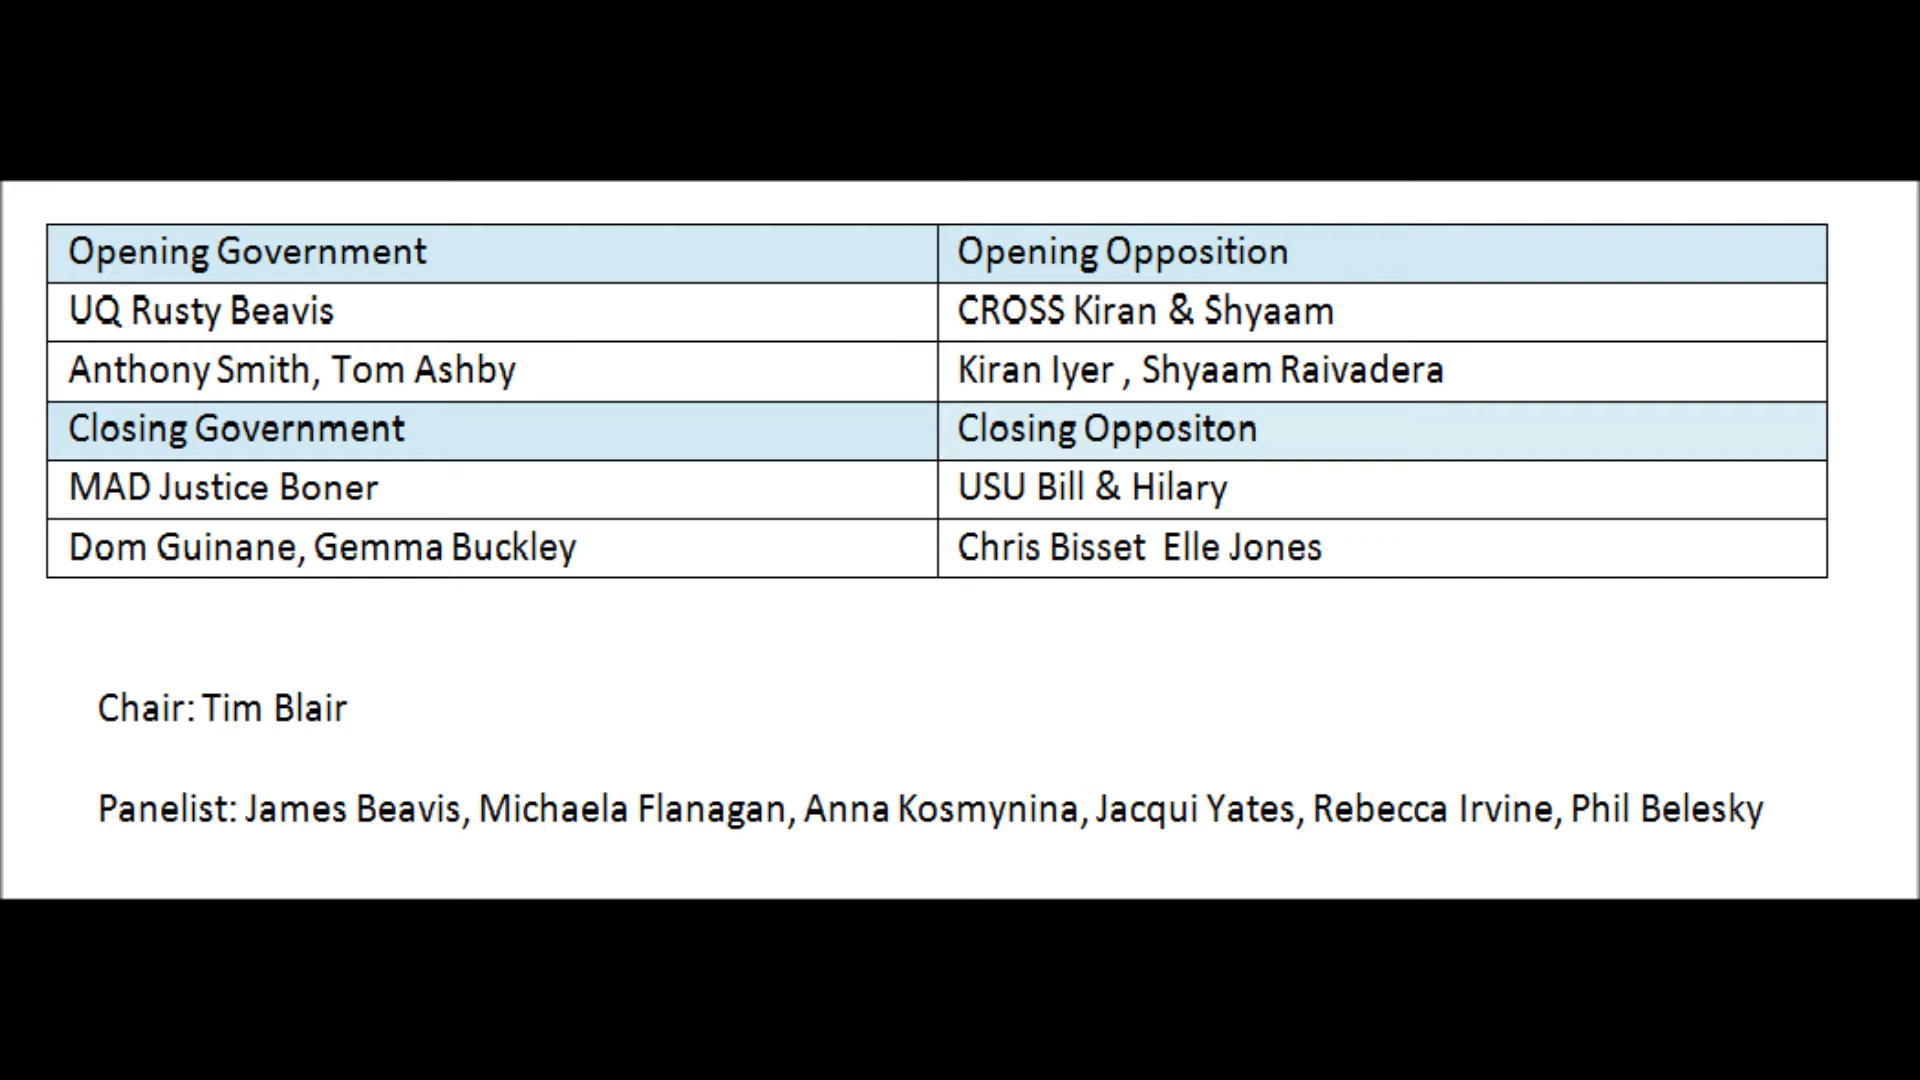 Opening Government
Opening Opposition
UQ Rusty Beavis
CROSS Kiran & Shyaam
Anthony Smith, Tom Ashby
Kiran Iyer , Shyaam Raivadera
Closing Government
Closing Oppositon
MAD Justice Boner
USU Bill & Hilary
Dom Guinane, Gemma Buckley
Chris Bisset  Elle Jones
Chair: Tim Blair
Panelist: James Beavis, Michaela Flanagan, Anna Kosmynina, Jacqui Yates, Rebecca Irvine, Phil Belesky